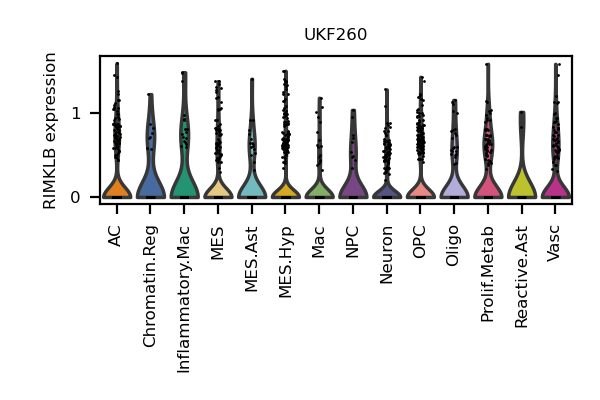 UKF260
RIMKLB expression
1
0
AC
Chromatin.Reg
Inflammatory.Mac
MES
MES.Ast
MES.Hyp
Mac
NPC
Neuron
OPC
Oligo
Prolif.Metab
Reactive.Ast
Vasc